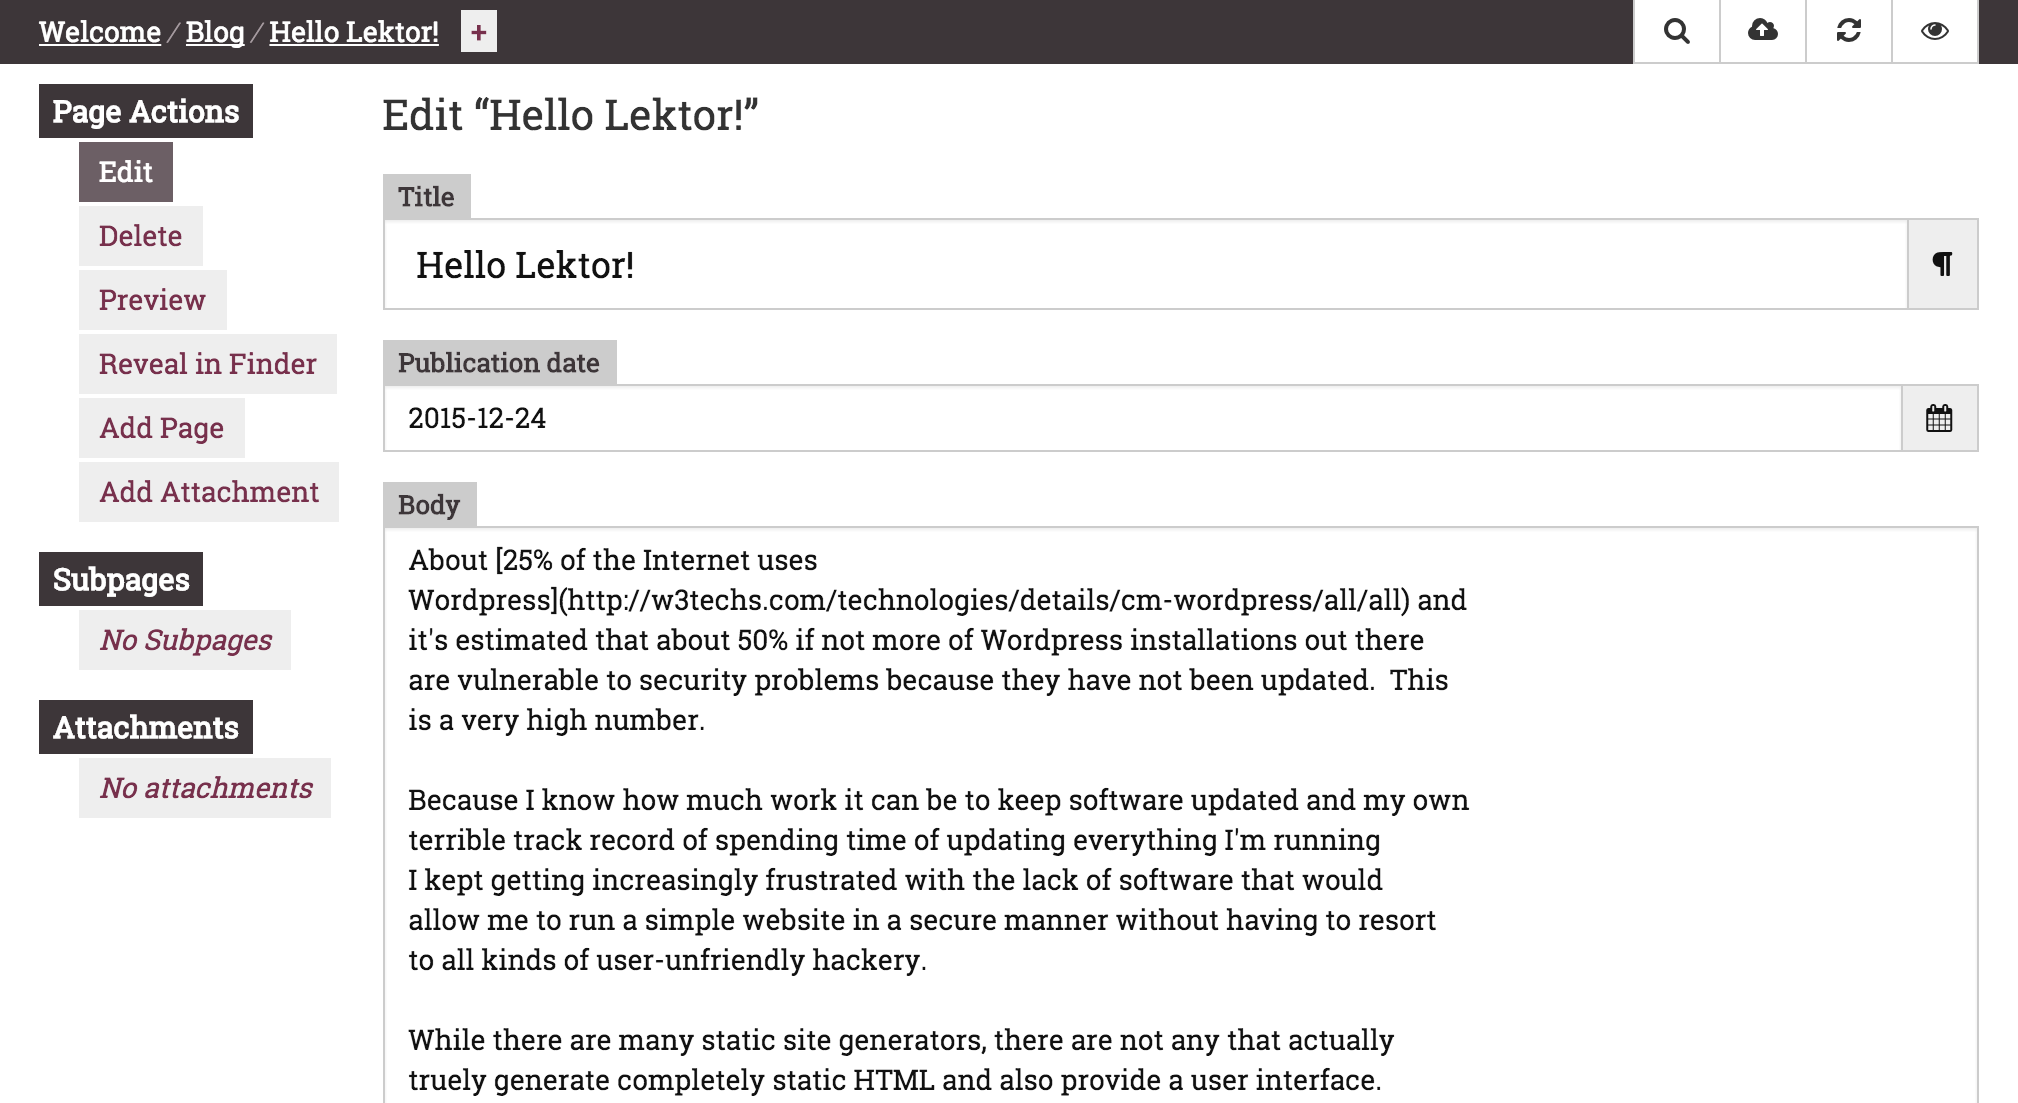 Welcome / Blog / Hello Lektor! +
Page Actions
Edit
Delete
Preview
Reveal in Finder
Add Page
Add Attachment
Subpages
No Subpages
Attachments
No attachments
Edit “Hello Lektor!”
Title
Hello Lektor! ¶
Publication date
2015-12-24
Body
About [25% of the Internet uses
Wordpress](http://w3techs.com/technologies/details/cm-wordpress/all/all) and
it's estimated that about 50% if not more of Wordpress installations out there
are vulnerable to security problems because they have not been updated.  This
is a very high number.
Because I know how much work it can be to keep software updated and my own
terrible track record of spending time of updating everything I'm running
I kept getting increasingly frustrated with the lack of software that would
allow me to run a simple website in a secure manner without having to resort
to all kinds of user-unfriendly hackery.
While there are many static site generators, there are not any that actually
truely generate completely static HTML and also provide a user interface.